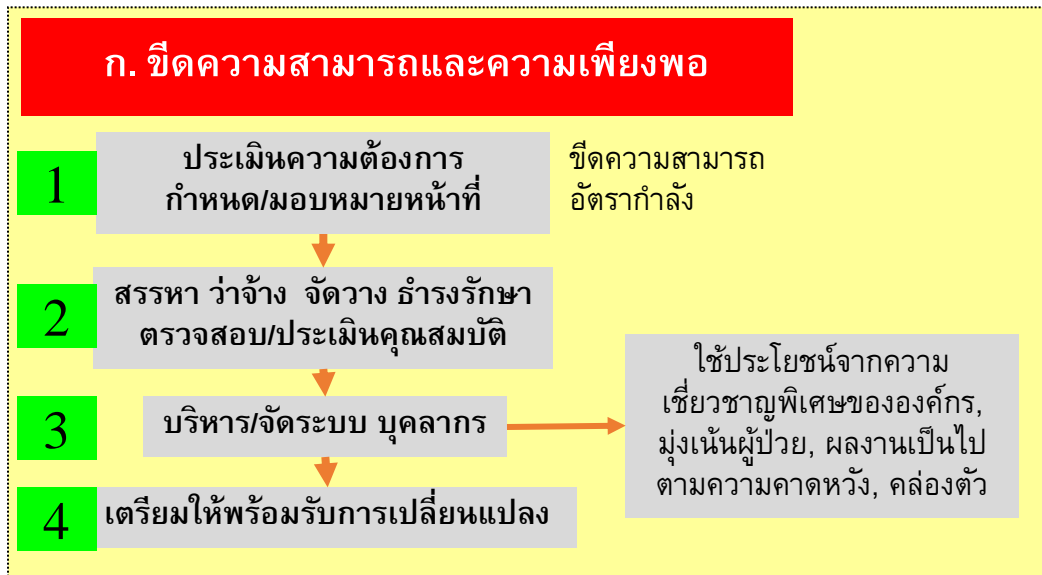 ก. ขีดความสามารถและความเพียงพอ
1
ประเมินความต้องการ
กำหนด/มอบหมายหน้าที่
ขีดความสามารถ
อัตรากำลัง
2
สรรหา ว่าจ้าง จัดวาง ธำรงรักษา
ตรวจสอบ/ประเมินคุณสมบัติ
3
บริหาร/จัดระบบ บุคลากร
ใช้ประโยชน์จากความ
เชี่ยวชาญพิเศษขององค์กร,
มุ่งเน้นผู้ป่วย, ผลงานเป็นไป
ตามความคาดหวัง, คล่องตัว
4
เตรียมให้พร้อมรับการเปลี่ยนแปลง